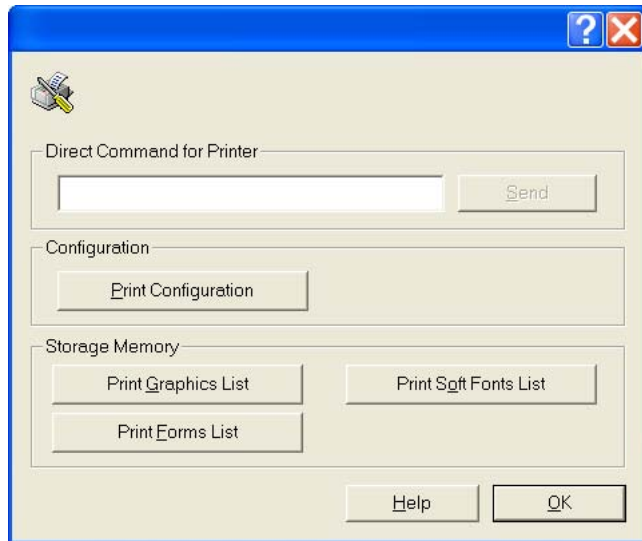 Direct Command for Printer
Send
Configuration
Print Configuration
Storage Memory
Print Graphics List
Print Soft Fonts List
Print Forms List
Help
OK